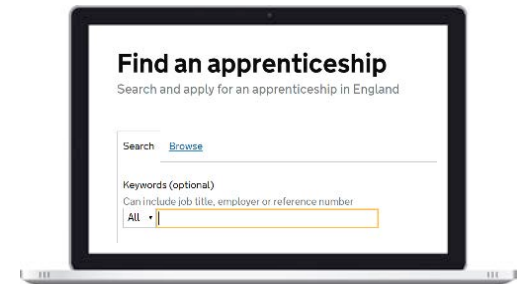 Find an apprenticeship
Search and apply for an apprenticeship in England
Search Browse
Keywords (optional)
Can include job title, employer or reference number
All